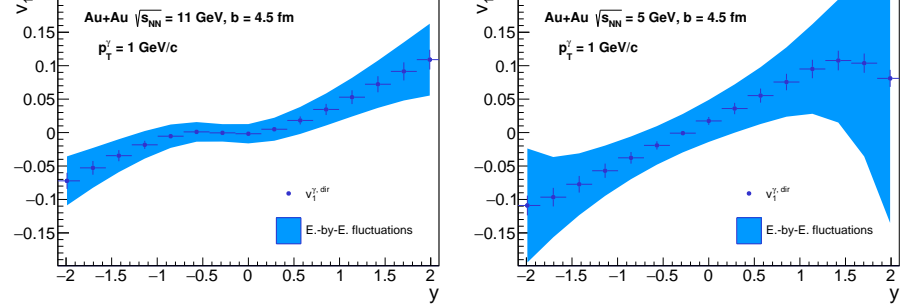 v₁
Au+Au √s_NN = 11 GeV, b = 4.5 fm
p_T^γ = 1 GeV/c
0.15
0.1
0.05
0
−0.05
−0.1
−0.15
v₁^γ, dir
E.-by-E. fluctuations
−2 −1.5 −1 −0.5 0 0.5 1 1.5 2
y
v₁
Au+Au √s_NN = 5 GeV, b = 4.5 fm
p_T^γ = 1 GeV/c
0.15
0.1
0.05
0
−0.05
−0.1
−0.15
v₁^γ, dir
E.-by-E. fluctuations
−2 −1.5 −1 −0.5 0 0.5 1 1.5 2
y